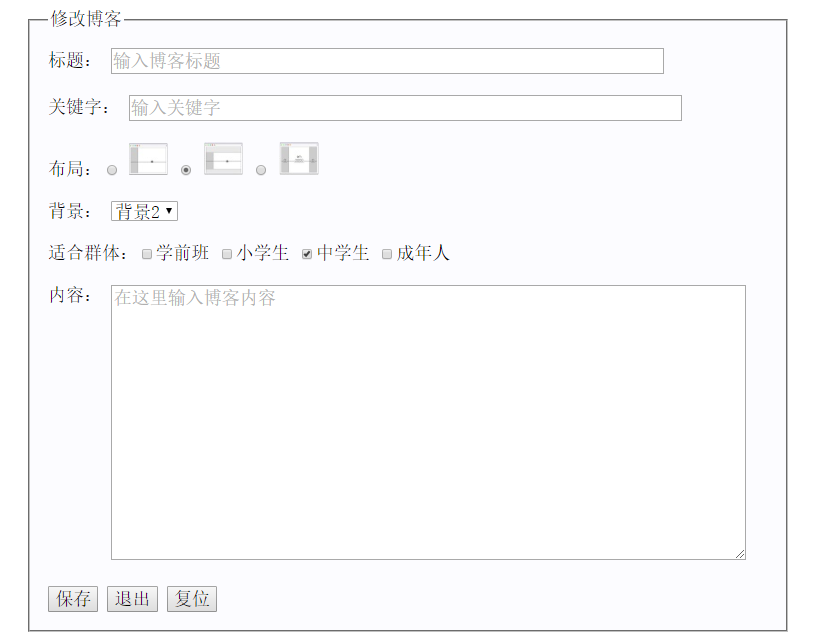 修改博客
标题： 输入博客标题
关键字： 输入关键字
布局：
背景： 背景2
适合群体： 学前班 小学生 中学生 成年人
内容： 在这里输入博客内容
保存 退出 复位